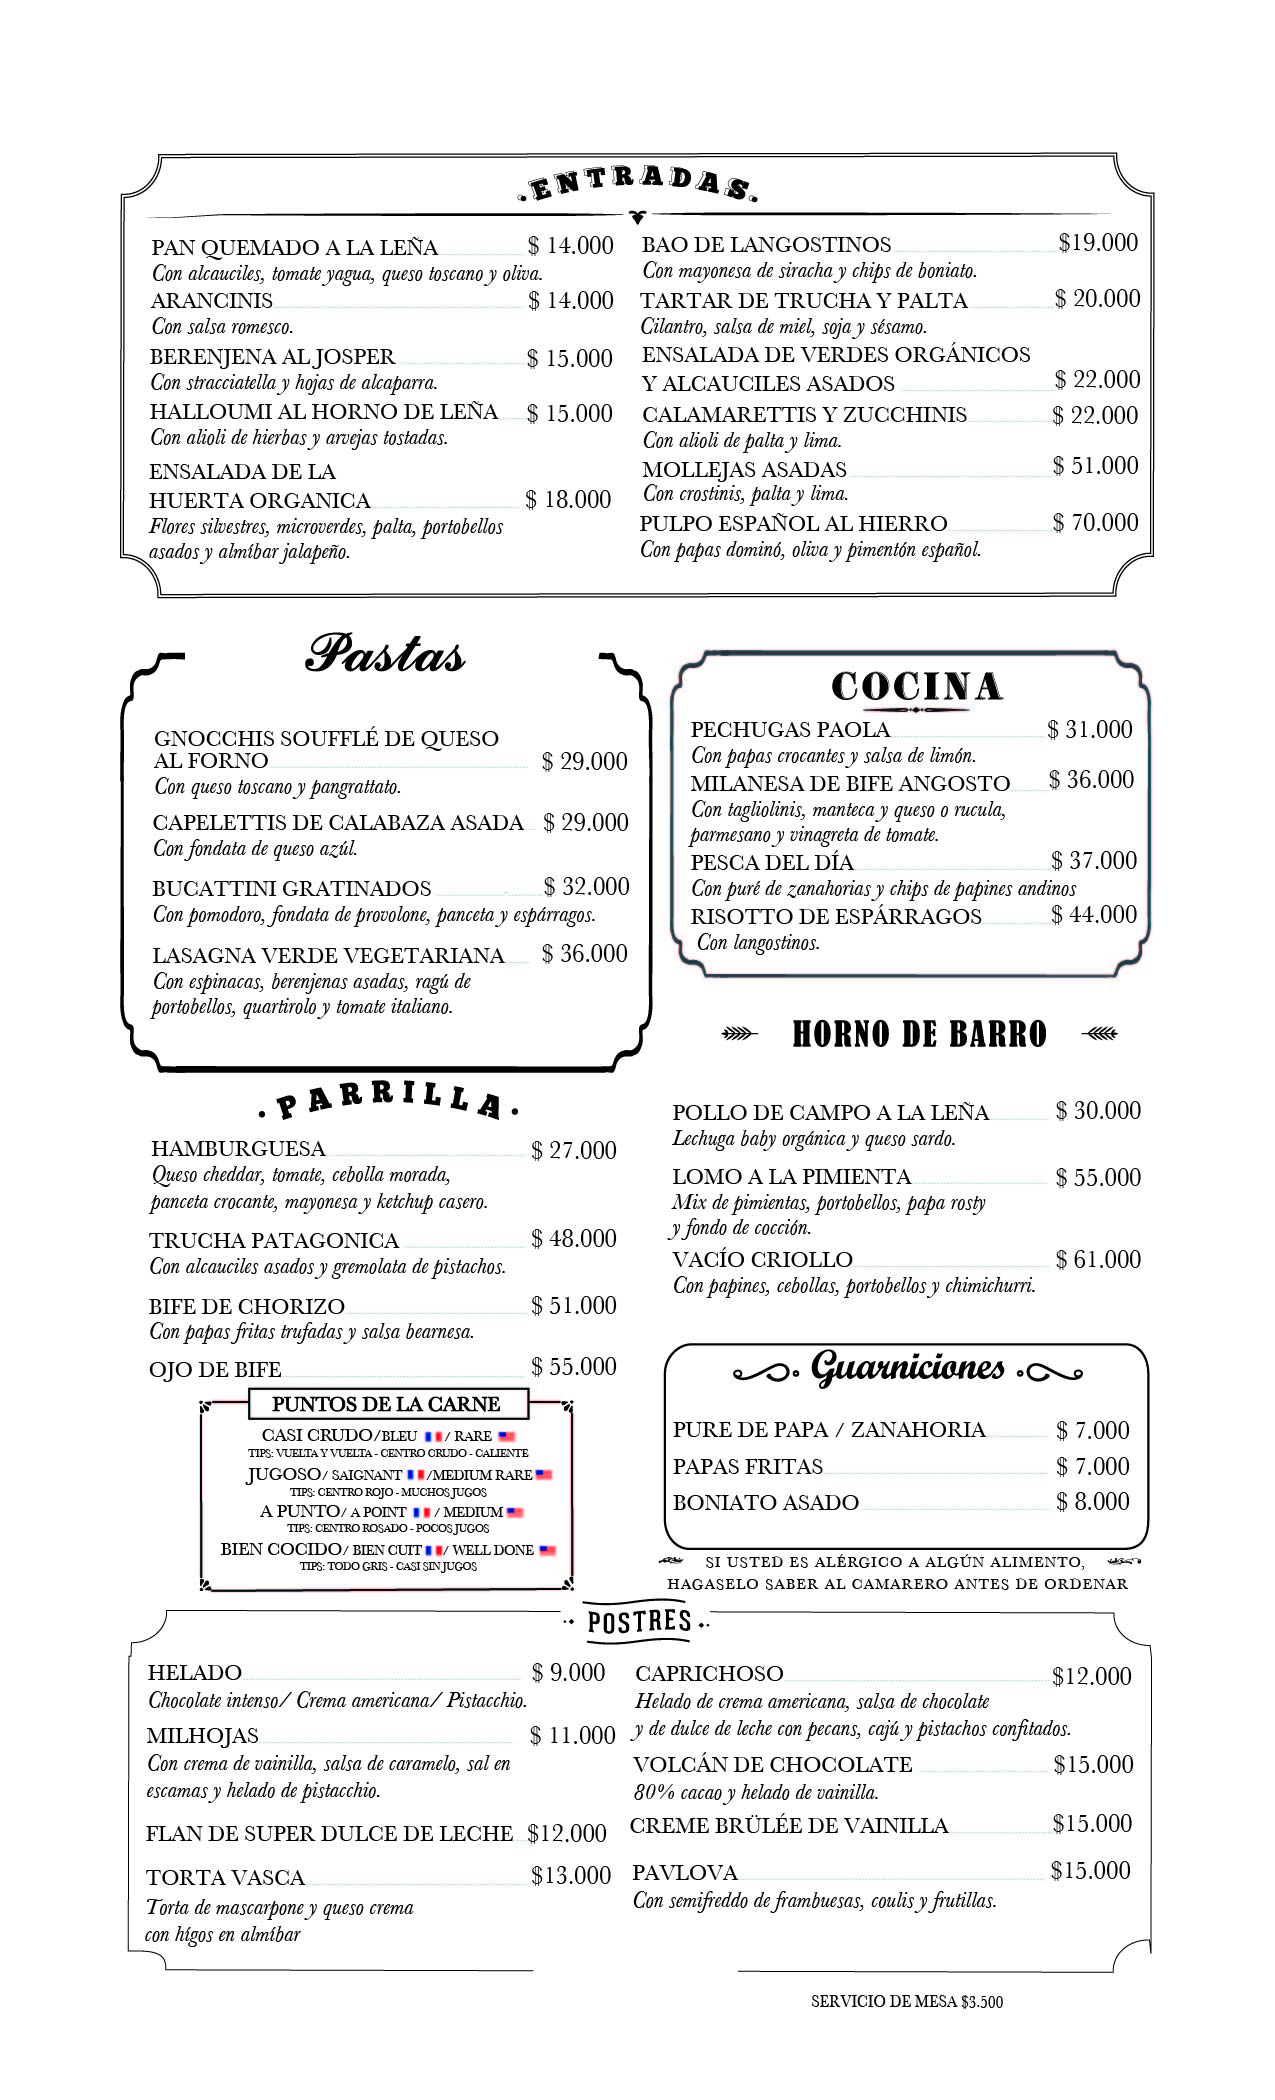 ENTRADAS
PAN QUEMADO A LA LEÑA $ 14.000
Con alcauciles, tomate yagua, queso toscano y oliva.
ARANCINIS $ 14.000
Con salsa romesco.
BERENJENA AL JOSPER $ 15.000
Con stracciatella y hojas de alcaparra.
HALLOUMI AL HORNO DE LEÑA $ 15.000
Con alioli de hierbas y arvejas tostadas.
ENSALADA DE LA
HUERTA ORGANICA $ 18.000
Flores silvestres, microverdes, palta, portobellos
asados y almíbar jalapeño.
BAO DE LANGOSTINOS $19.000
Con mayonesa de siracha y chips de boniato.
TARTAR DE TRUCHA Y PALTA $ 20.000
Cilantro, salsa de miel, soja y sésamo.
ENSALADA DE VERDES ORGÁNICOS
Y ALCAUCILES ASADOS $ 22.000
CALAMARETTIS Y ZUCCHINIS $ 22.000
Con alioli de palta y lima.
MOLLEJAS ASADAS $ 51.000
Con crostinis, palta y lima.
PULPO ESPAÑOL AL HIERRO $ 70.000
Con papas dominó, oliva y pimentón español.
Pastas
GNOCCHIS SOUFFLÉ DE QUESO
AL FORNO $ 29.000
Con queso toscano y pangrattato.
CAPELETTIS DE CALABAZA ASADA $ 29.000
Con fondata de queso azúl.
BUCATTINI GRATINADOS $ 32.000
Con pomodoro, fondata de provolone, panceta y espárragos.
LASAGNA VERDE VEGETARIANA $ 36.000
Con espinacas, berenjenas asadas, ragú de
portobellos, quartirolo y tomate italiano.
COCINA
PECHUGAS PAOLA $ 31.000
Con papas crocantes y salsa de limón.
MILANESA DE BIFE ANGOSTO $ 36.000
Con tagliolinis, manteca y queso o rucula,
parmesano y vinagreta de tomate.
PESCA DEL DÍA $ 37.000
Con puré de zanahorias y chips de papines andinos
RISOTTO DE ESPÁRRAGOS $ 44.000
Con langostinos.
PARRILLA
HAMBURGUESA $ 27.000
Queso cheddar, tomate, cebolla morada,
panceta crocante, mayonesa y ketchup casero.
TRUCHA PATAGONICA $ 48.000
Con alcauciles asados y gremolata de pistachos.
BIFE DE CHORIZO $ 51.000
Con papas fritas trufadas y salsa bearnesa.
OJO DE BIFE $ 55.000
PUNTOS DE LA CARNE
CASI CRUDO/BLEU / RARE
TIPS: VUELTA Y VUELTA - CENTRO CRUDO - CALIENTE
JUGOSO/ SAIGNANT /MEDIUM RARE
TIPS: CENTRO ROJO - MUCHOS JUGOS
A PUNTO/ A POINT / MEDIUM
TIPS: CENTRO ROSADO - POCOS JUGOS
BIEN COCIDO/ BIEN CUIT / WELL DONE
TIPS: TODO GRIS - CASI SIN JUGOS
HORNO DE BARRO
POLLO DE CAMPO A LA LEÑA $ 30.000
Lechuga baby orgánica y queso sardo.
LOMO A LA PIMIENTA $ 55.000
Mix de pimientas, portobellos, papa rosty
y fondo de cocción.
VACÍO CRIOLLO $ 61.000
Con papines, cebollas, portobellos y chimichurri.
Guarniciones
PURE DE PAPA / ZANAHORIA $ 7.000
PAPAS FRITAS $ 7.000
BONIATO ASADO $ 8.000
SI USTED ES ALÉRGICO A ALGÚN ALIMENTO,
HAGASELO SABER AL CAMARERO ANTES DE ORDENAR
POSTRES
HELADO $ 9.000
Chocolate intenso/ Crema americana/ Pistacchio.
MILHOJAS $ 11.000
Con crema de vainilla, salsa de caramelo, sal en
escamas y helado de pistacchio.
FLAN DE SUPER DULCE DE LECHE $12.000
TORTA VASCA $13.000
Torta de mascarpone y queso crema
con hígos en almíbar
CAPRICHOSO $12.000
Helado de crema americana, salsa de chocolate
y de dulce de leche con pecans, cajú y pistachos confitados.
VOLCÁN DE CHOCOLATE $15.000
80% cacao y helado de vainilla.
CREME BRÜLÉE DE VAINILLA $15.000
PAVLOVA $15.000
Con semifreddo de frambuesas, coulis y frutillas.
SERVICIO DE MESA $3.500